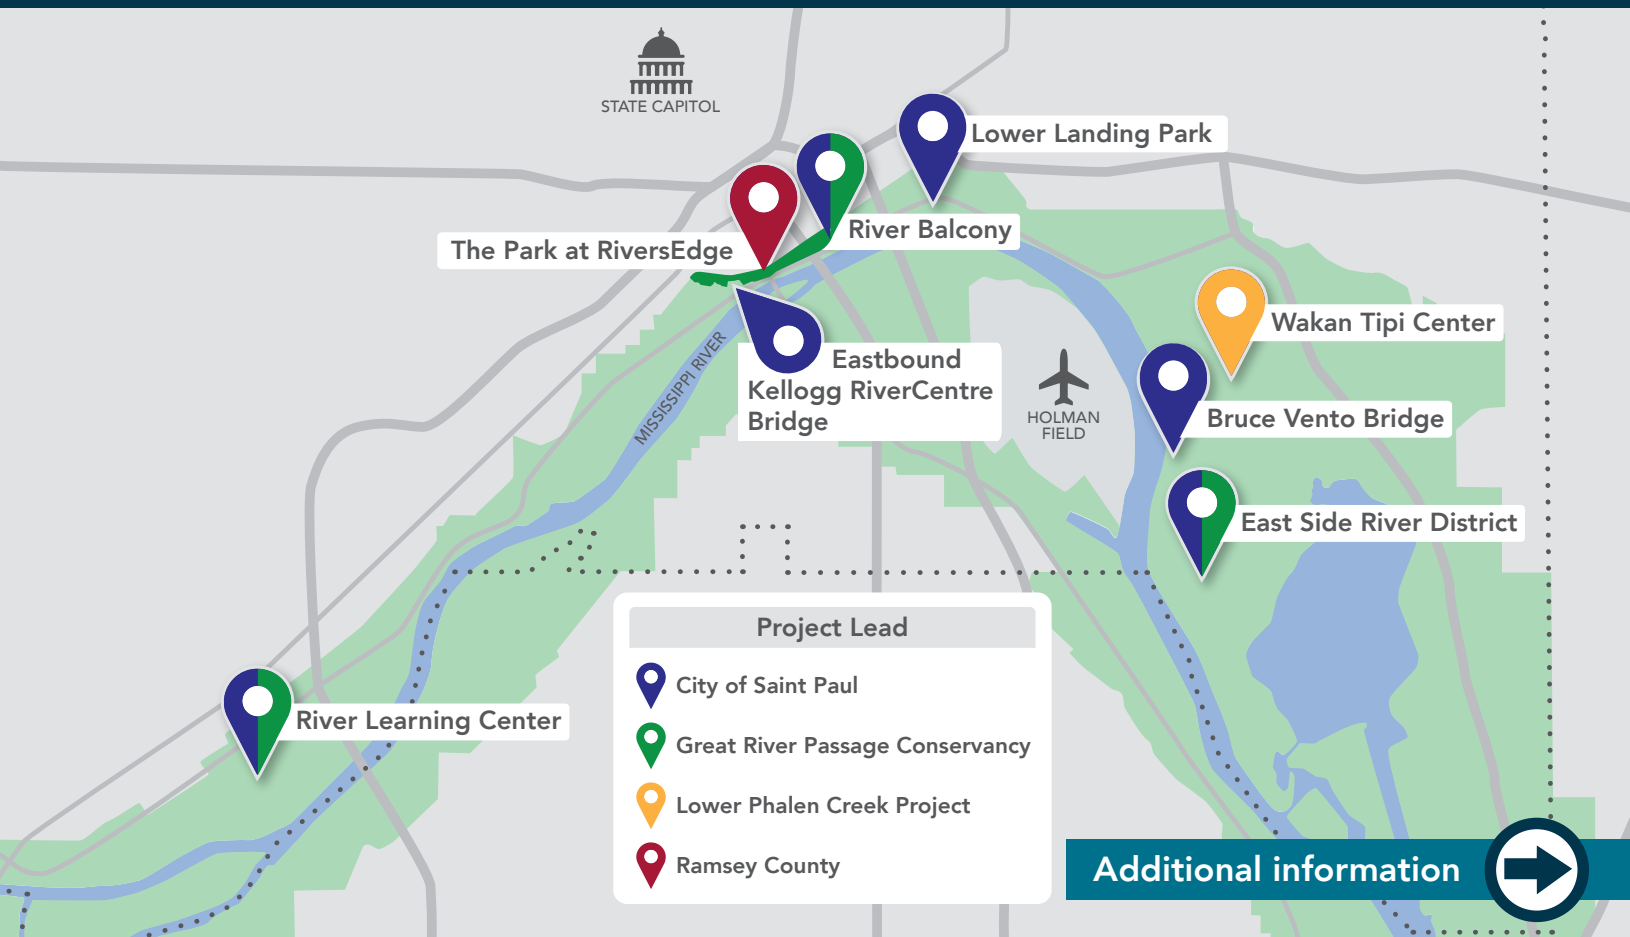 STATE CAPITOL
Lower Landing Park
River Balcony
The Park at RiversEdge
Wakan Tipi Center
MISSISSIPPI RIVER
Eastbound
Kellogg RiverCentre
Bridge
HOLMAN
FIELD
Bruce Vento Bridge
East Side River District
River Learning Center
Project Lead
City of Saint Paul
Great River Passage Conservancy
Lower Phalen Creek Project
Ramsey County
Additional information